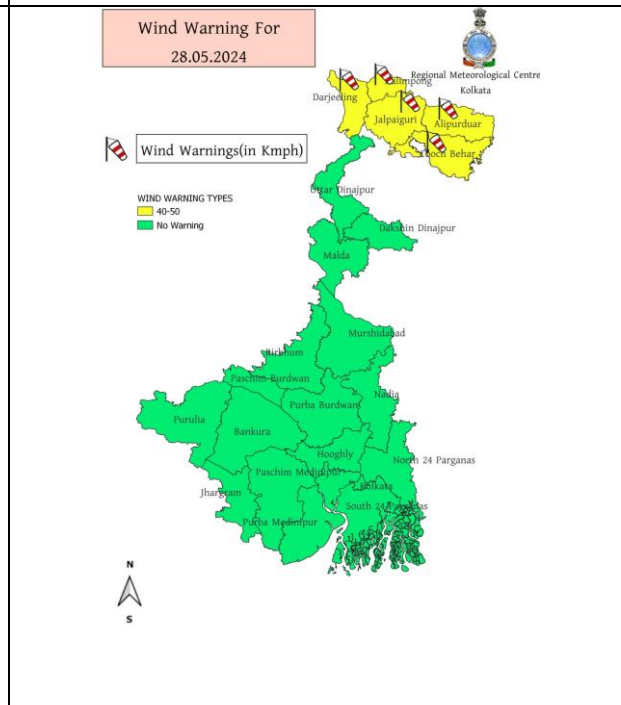 Wind Warning For
28.05.2024
Regional Meteorological Centre
Kolkata
Wind Warnings(in Kmph)
WIND WARNING TYPES
40-50
No Warning
Darjeeling
Kalimpong
Jalpaiguri
Alipurduar
Cooch Behar
Uttar Dinajpur
Dakshin Dinajpur
Malda
Murshidabad
Birbhum
Paschim Burdwan
Purba Burdwan
Nadia
Purulia
Bankura
Hooghly
North 24 Parganas
Paschim Medinipur
Jhargram
Kolkata
South 24 Parganas
Purba Medinipur
N
S